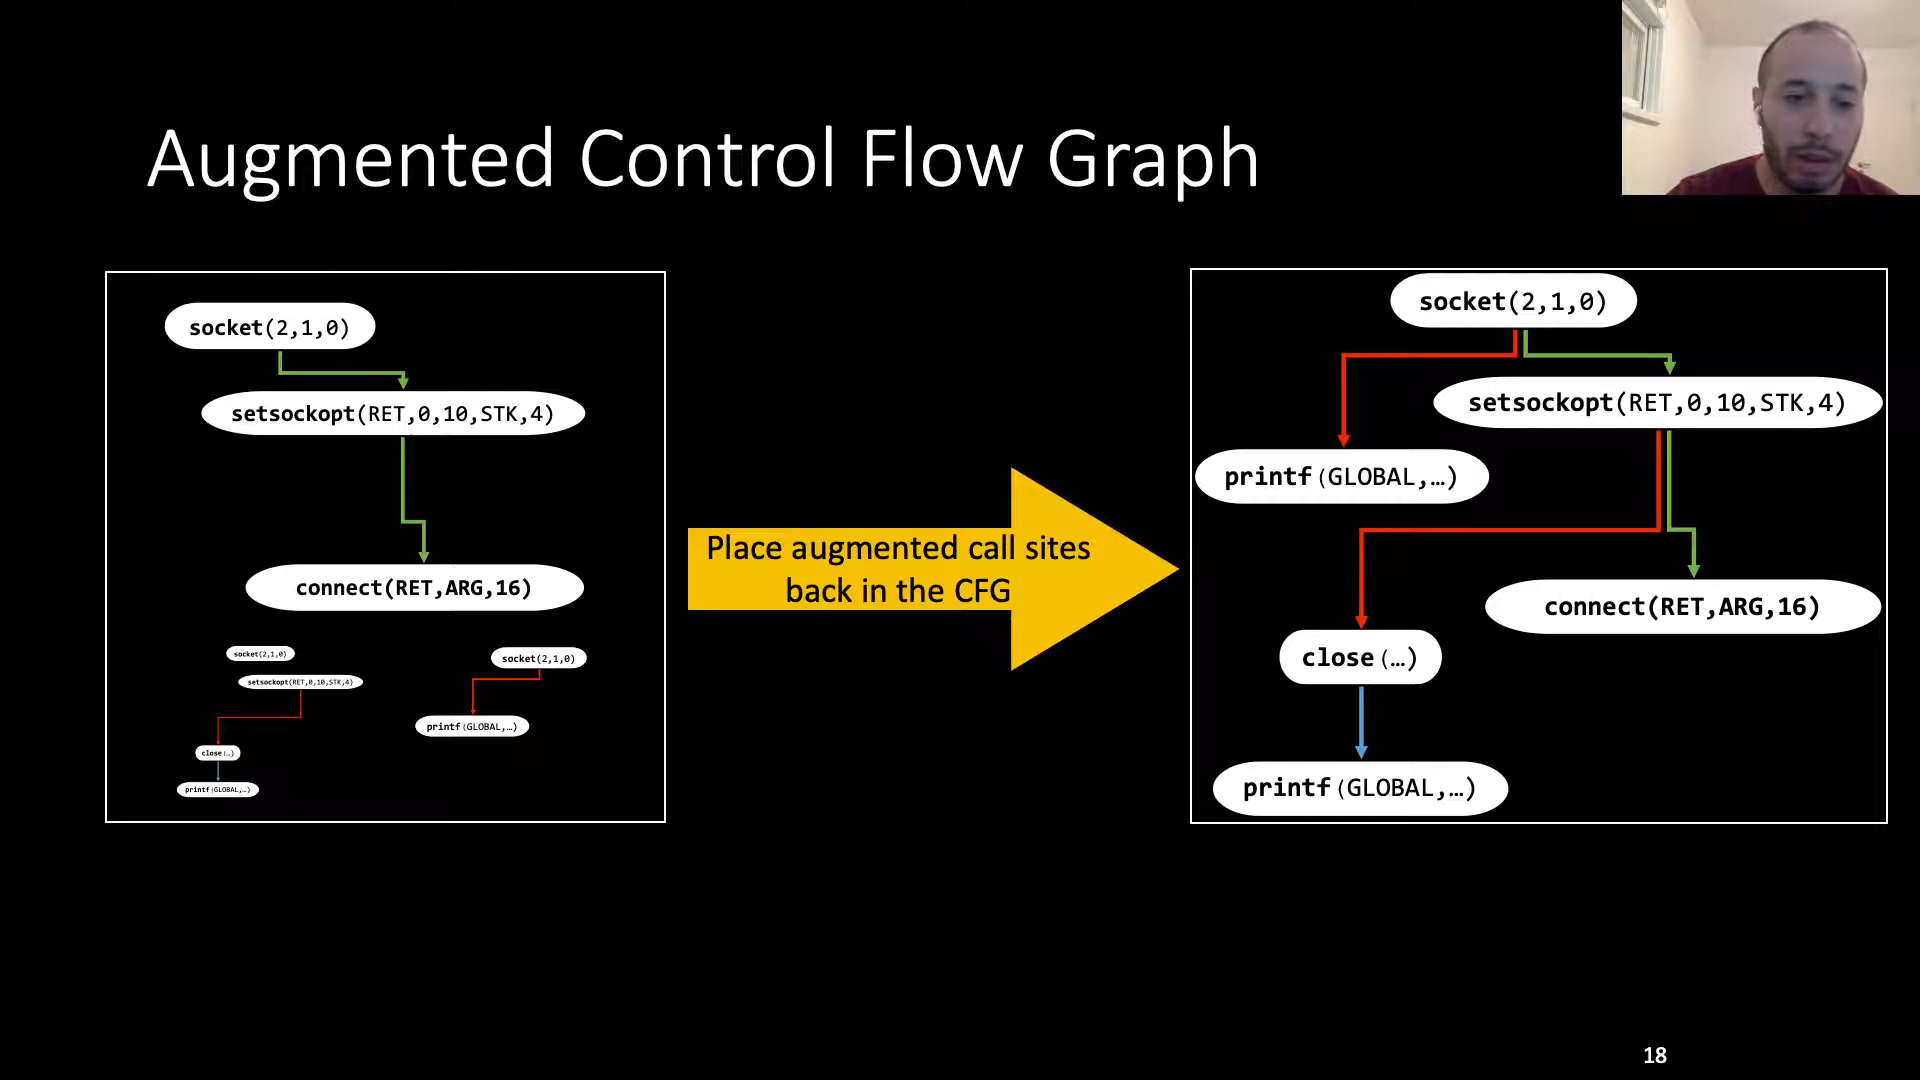 Augmented Control Flow Graph
socket(2,1,0)
setsockopt(RET,0,10,STK,4)
connect(RET,ARG,16)
socket(2,1,0)
setsockopt(RET,0,10,STK,4)
close(…)
printf(GLOBAL,…)
socket(2,1,0)
printf(GLOBAL,…)
Place augmented call sites
back in the CFG
socket(2,1,0)
setsockopt(RET,0,10,STK,4)
printf(GLOBAL,…)
connect(RET,ARG,16)
close(…)
printf(GLOBAL,…)
18